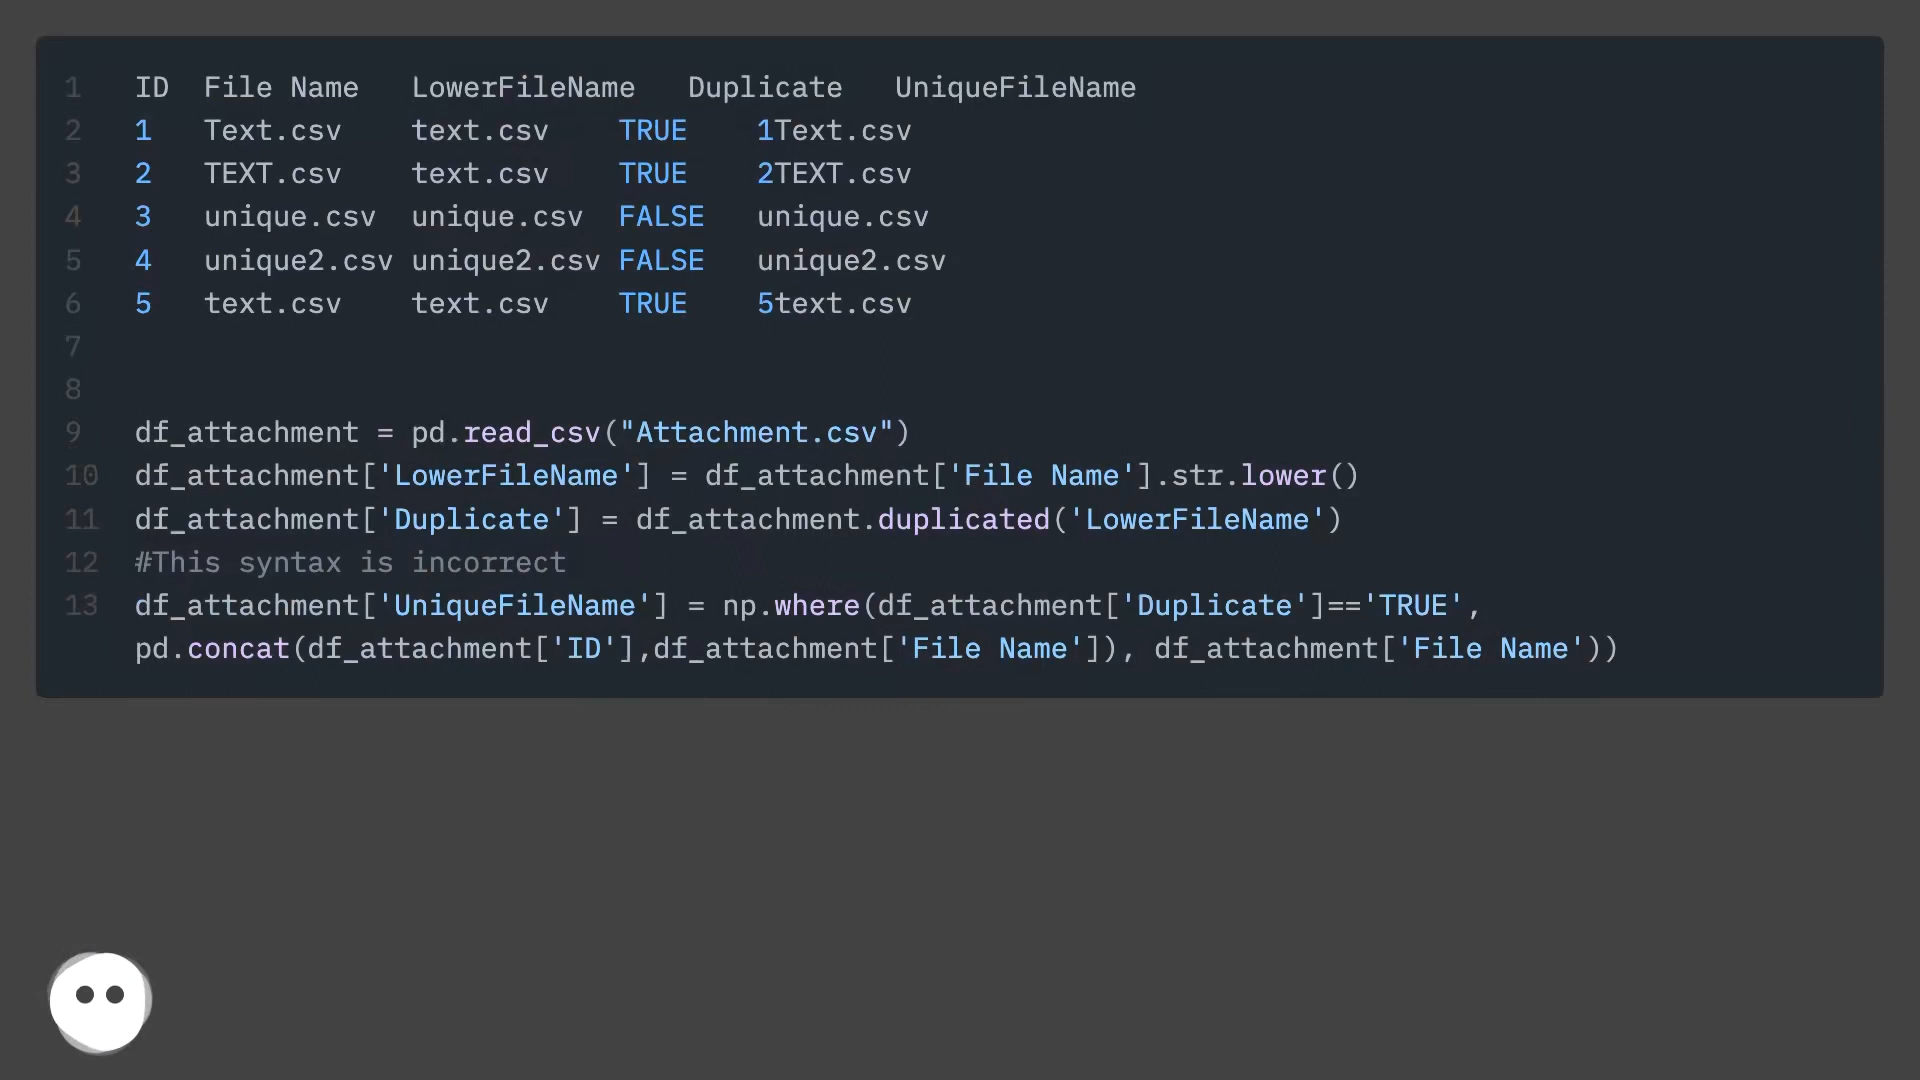 1 ID File Name LowerFileName Duplicate UniqueFileName
2 1 Text.csv text.csv TRUE 1Text.csv
3 2 TEXT.csv text.csv TRUE 2TEXT.csv
4 3 unique.csv unique.csv FALSE unique.csv
5 4 unique2.csv unique2.csv FALSE unique2.csv
6 5 text.csv text.csv TRUE 5text.csv
7
8
9 df_attachment = pd.read_csv("Attachment.csv")
10 df_attachment['LowerFileName'] = df_attachment['File Name'].str.lower()
11 df_attachment['Duplicate'] = df_attachment.duplicated('LowerFileName')
12 #This syntax is incorrect
13 df_attachment['UniqueFileName'] = np.where(df_attachment['Duplicate']=='TRUE',
pd.concat(df_attachment['ID'],df_attachment['File Name']), df_attachment['File Name'))